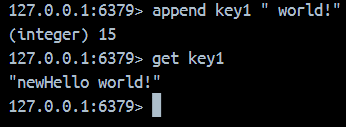 127.0.0.1:6379> append key1 " world!"
(integer) 15
127.0.0.1:6379> get key1
"newHello world!"
127.0.0.1:6379>